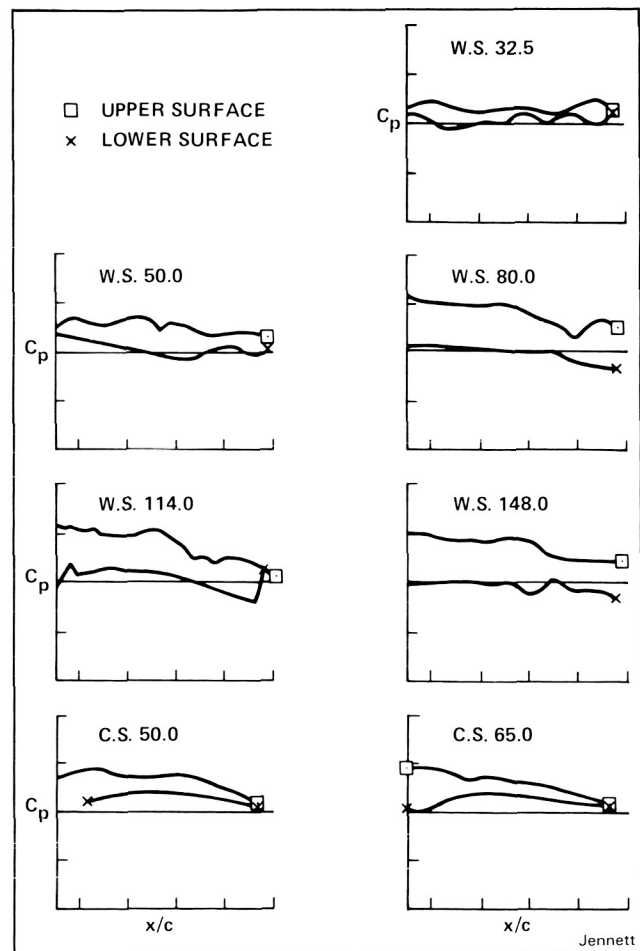 W.S. 32.5
□ UPPER SURFACE
× LOWER SURFACE
Cp
W.S. 50.0
W.S. 80.0
Cp
W.S. 114.0
W.S. 148.0
Cp
C.S. 50.0
C.S. 65.0
Cp
x/c
x/c
Jennett